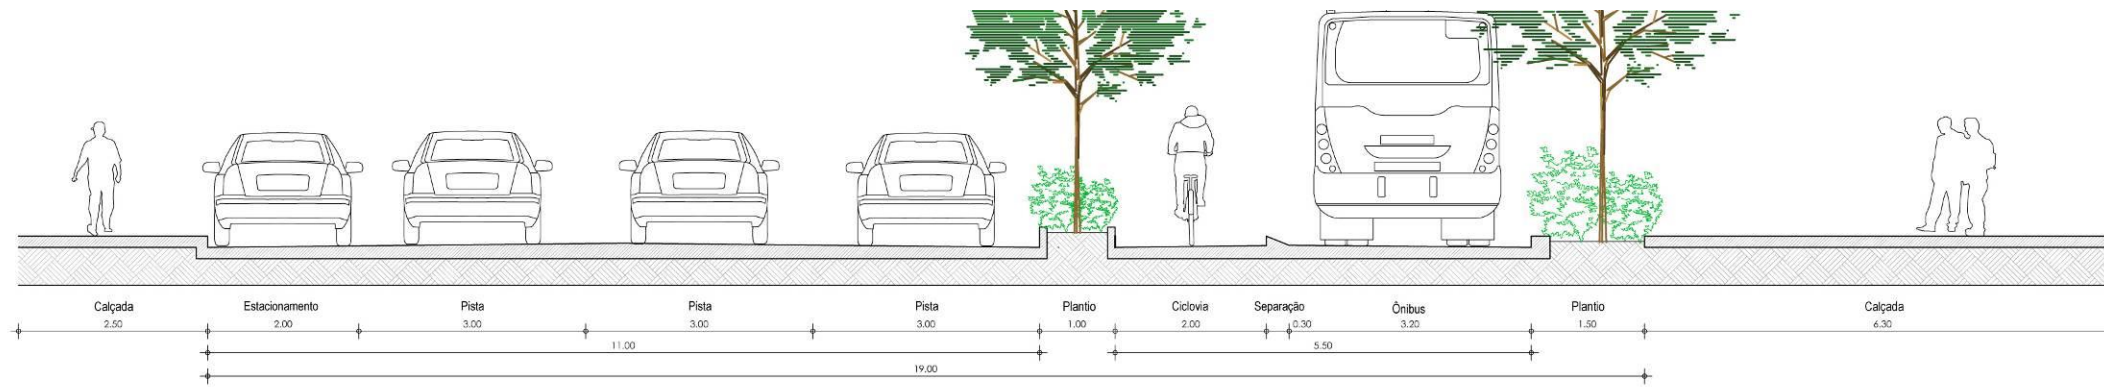 Calçada Estacionamento Pista Pista Pista Plantio Ciclovia Separação Ônibus Plantio Calçada
2.50 2.00 3.00 3.00 3.00 1.00 2.00 0.30 3.20 1.50 6.30
11.00 5.50
19.00